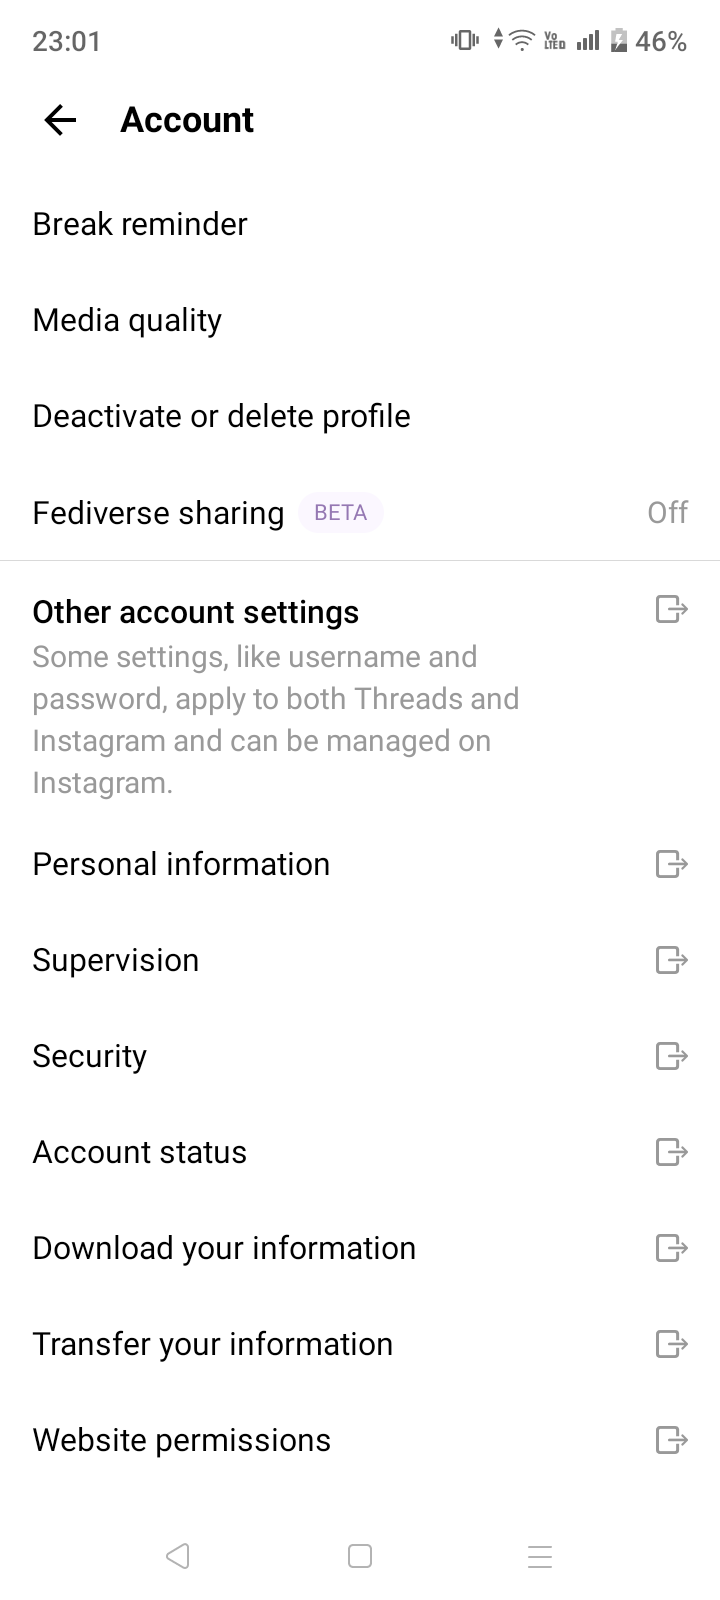 23:01
Vo LTED 46%
Account
Break reminder
Media quality
Deactivate or delete profile
Fediverse sharing BETA Off
Other account settings
Some settings, like username and
password, apply to both Threads and
Instagram and can be managed on
Instagram.
Personal information
Supervision
Security
Account status
Download your information
Transfer your information
Website permissions